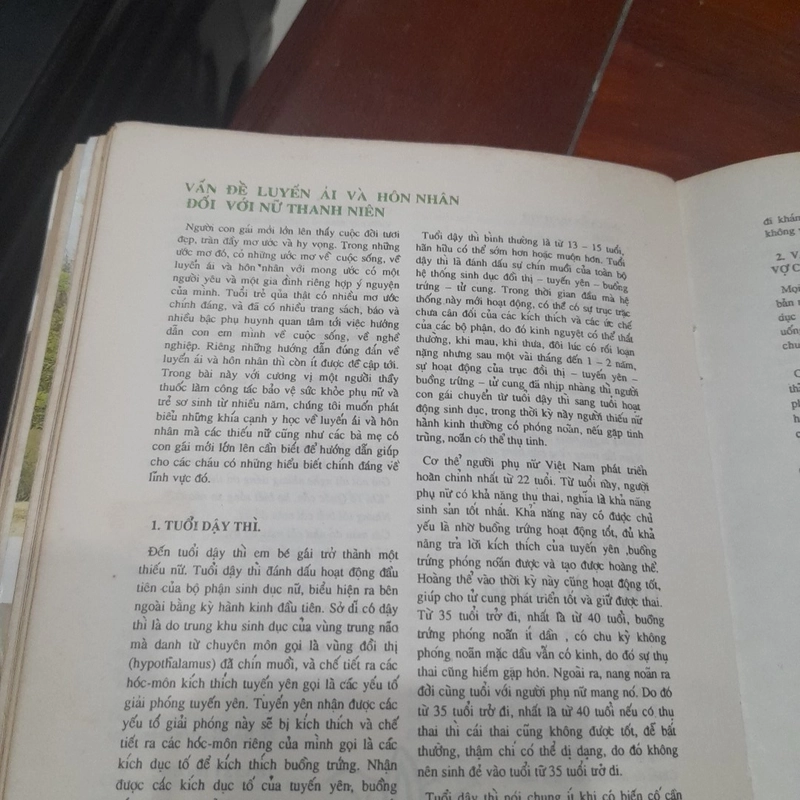 VẤN ĐỀ LUYẾN ÁI VÀ HÔN NHÂN
ĐỐI VỚI NỮ THANH NIÊN
Người con gái mới lớn lên thấy cuộc đời tươi
đẹp, tràn đầy mơ ước và hy vọng. Trong những
ước mơ đó, có những ước mơ về cuộc sống, về
luyến ái và hôn nhân với mong ước có một
người yêu và một gia đình riêng hợp ý nguyện
của mình. Tuổi trẻ qủa thật có nhiều mơ ước
chính đáng, và đã có nhiều trang sách, báo và
nhiều bậc phụ huynh quan tâm tới việc hướng
dẫn con em mình về cuộc sống, về nghề
nghiệp. Riêng những hướng dẫn đúng đắn về
luyến ái và hôn nhân thì còn ít được đề cập tới.
Trong bài này với cương vị một người thầy
thuốc làm công tác bảo vệ sức khỏe phụ nữ và
trẻ sơ sinh từ nhiều năm, chúng tôi muốn phát
biểu những khía cạnh y học về luyến ái và hôn
nhân mà các thiếu nữ cũng như các bà mẹ có
con gái mới lớn lên cần biết để hướng dẫn giúp
cho các cháu có những hiểu biết chính đáng về
lĩnh vực đó.
1. TUỔI DẬY THÌ.
Đến tuổi dậy thì em bé gái trở thành một
thiếu nữ. Tuổi dậy thì đánh dấu hoạt động đầu
tiên của bộ phận sinh dục nữ, biểu hiện ra bên
ngoài bằng kỳ hành kinh đầu tiên. Sở dĩ có dậy
thì là do trung khu sinh dục của vùng trung não
mà danh từ chuyên môn gọi là vùng đồi thị
(hypothalamus) đã chín muồi, và chế tiết ra các
hóc-môn kích thích tuyến yên gọi là các yếu tố
giải phóng tuyến yên. Tuyến yên nhận được các
yếu tố giải phóng này sẽ bị kích thích và chế
tiết ra các hóc-môn riêng của mình gọi là các
kích dục tố để kích thích buồng trứng. Nhận
được các kích dục tố của tuyến yên, buồng
Tuổi dậy thì bình thường là từ 13 - 15 tuổi,
hãn hữu có thể sớm hơn hoặc muộn hơn. Tuổi
dậy thì là đánh dấu sự chín muồi của toàn bộ
hệ thống sinh dục đồi thị - tuyến yên - buồng
trứng - tử cung. Trong thời gian đầu mà hệ
thống này mới hoạt động, có thể có sự trục trặc
chưa cân đối của các kích thích và các ức chế
của các bộ phận, do đó kinh nguyệt có thể thất
thường, khi mau, khi thưa, đôi lúc có rối loạn
nặng nhưng sau một vài tháng đến 1 - 2 năm,
sự hoạt động của trục đồi thị - tuyến yên -
buồng trứng - tử cung đã nhịp nhàng thì người
con gái chuyển từ tuổi dậy thì sang tuổi hoạt
động sinh dục, trong thời kỳ này người thiếu nữ
hành kinh thường có phóng noãn, nếu gặp tinh
trùng, noãn có thể thụ tinh.
Cơ thể người phụ nữ Việt Nam phát triển
hoàn chỉnh nhất từ 22 tuổi. Từ tuổi này, người
phụ nữ có khả năng thụ thai, nghĩa là khả năng
sinh sản tốt nhất. Khả năng này có được chủ
yếu là nhờ buồng trứng hoạt động tốt, đủ khả
năng trả lời kích thích của tuyến yên ,buồng
trứng phóng noãn được và tạo được hoàng thể.
Hoàng thể vào thời kỳ này cũng hoạt động tốt,
giúp cho tử cung phát triển tốt và giữ được thai.
Từ 35 tuổi trở đi, nhất là từ 40 tuổi, buồng
trứng phóng noãn ít dần , có chu kỳ không
phóng noãn mặc dầu vẫn có kinh, do đó sự thụ
thai cũng hiếm gặp hơn. Ngoài ra, nang noãn ra
đời cùng tuổi với người phụ nữ mang nó. Do đó
từ 35 tuổi trở đi, nhất là từ 40 tuổi nếu có thụ
thai thì cái thai cũng không được tốt, dễ bất
thường, thậm chí có thể dị dạng, do đó không
nên sinh đẻ vào tuổi từ 35 tuổi trở đi.
Tuổi dậy thì nói chung ít khi có biến cố cần
đi khám
không
2. V
VỢ C
Mọi
bản
dục
uống
chu